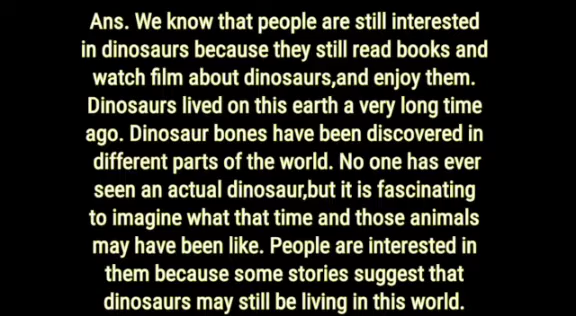 Ans. We know that people are still interested
in dinosaurs because they still read books and
watch film about dinosaurs,and enjoy them.
Dinosaurs lived on this earth a very long time
ago. Dinosaur bones have been discovered in
different parts of the world. No one has ever
seen an actual dinosaur,but it is fascinating
to imagine what that time and those animals
may have been like. People are interested in
them because some stories suggest that
dinosaurs may still be living in this world.